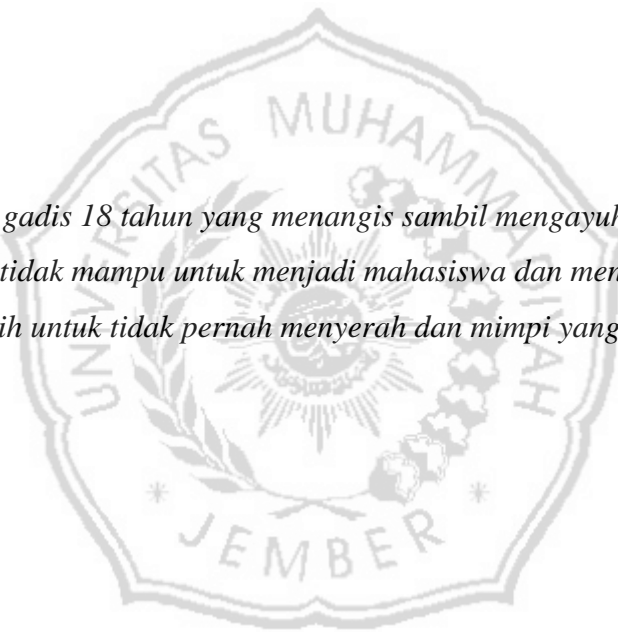 UNIVERSITAS MUHAMMADIYAH
gadis 18 tahun yang menangis sambil mengayuh
tidak mampu untuk menjadi mahasiswa dan men
ih untuk tidak pernah menyerah dan mimpi yang
JEMBER